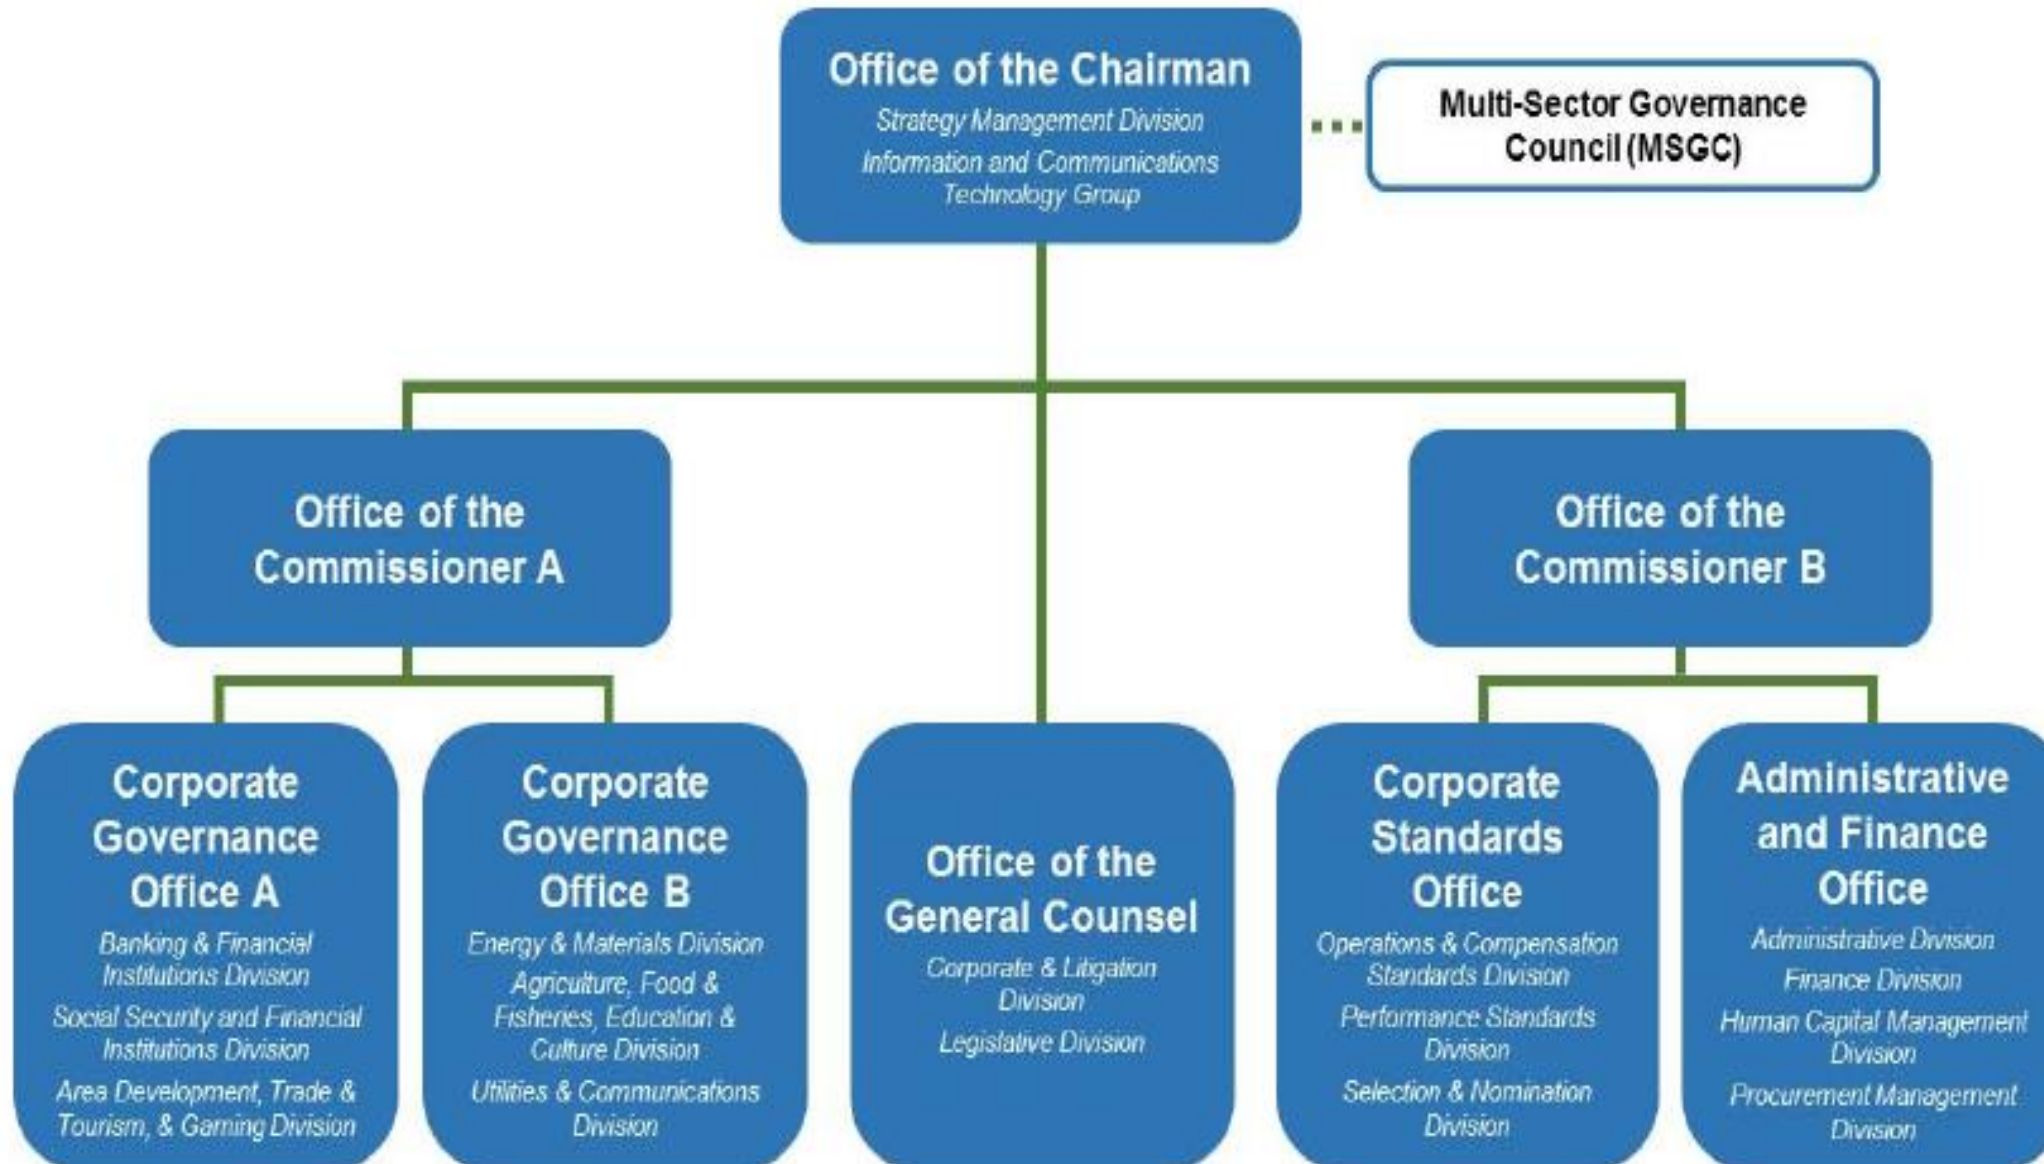 Office of the Chairman
Strategy Management Division
Information and Communications
Technology Group
Multi-Sector Governance
Council (MSGC)
Office of the
Commissioner A
Office of the
Commissioner B
Corporate
Governance
Office A
Banking & Financial
Institutions Division
Social Security and Financial
Institutions Division
Area Development, Trade &
Tourism, & Gaming Division
Corporate
Governance
Office B
Energy & Materials Division
Agriculture, Food &
Fisheries, Education &
Culture Division
Utilities & Communications
Division
Office of the
General Counsel
Corporate & Litigation
Division
Legislative Division
Corporate
Standards
Office
Operations & Compensation
Standards Division
Performance Standards
Division
Selection & Nomination
Division
Administrative
and Finance
Office
Administrative Division
Finance Division
Human Capital Management
Division
Procurement Management
Division